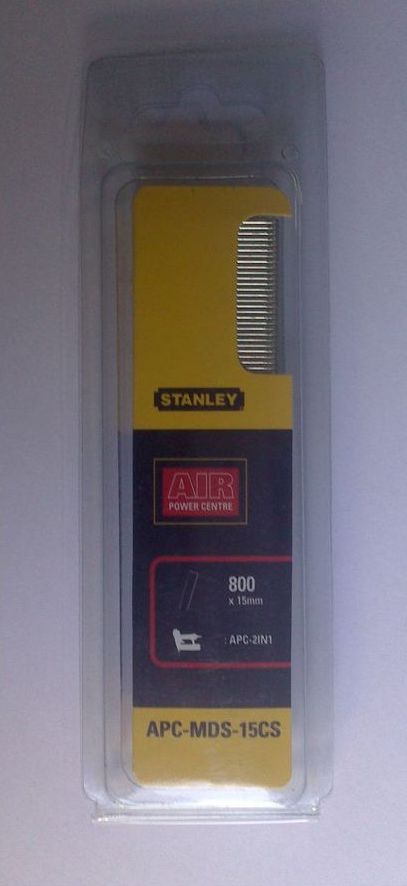 STANLEY
AIR
POWER CENTRE
800
x 15mm
: APC-2IN1
APC-MDS-15CS